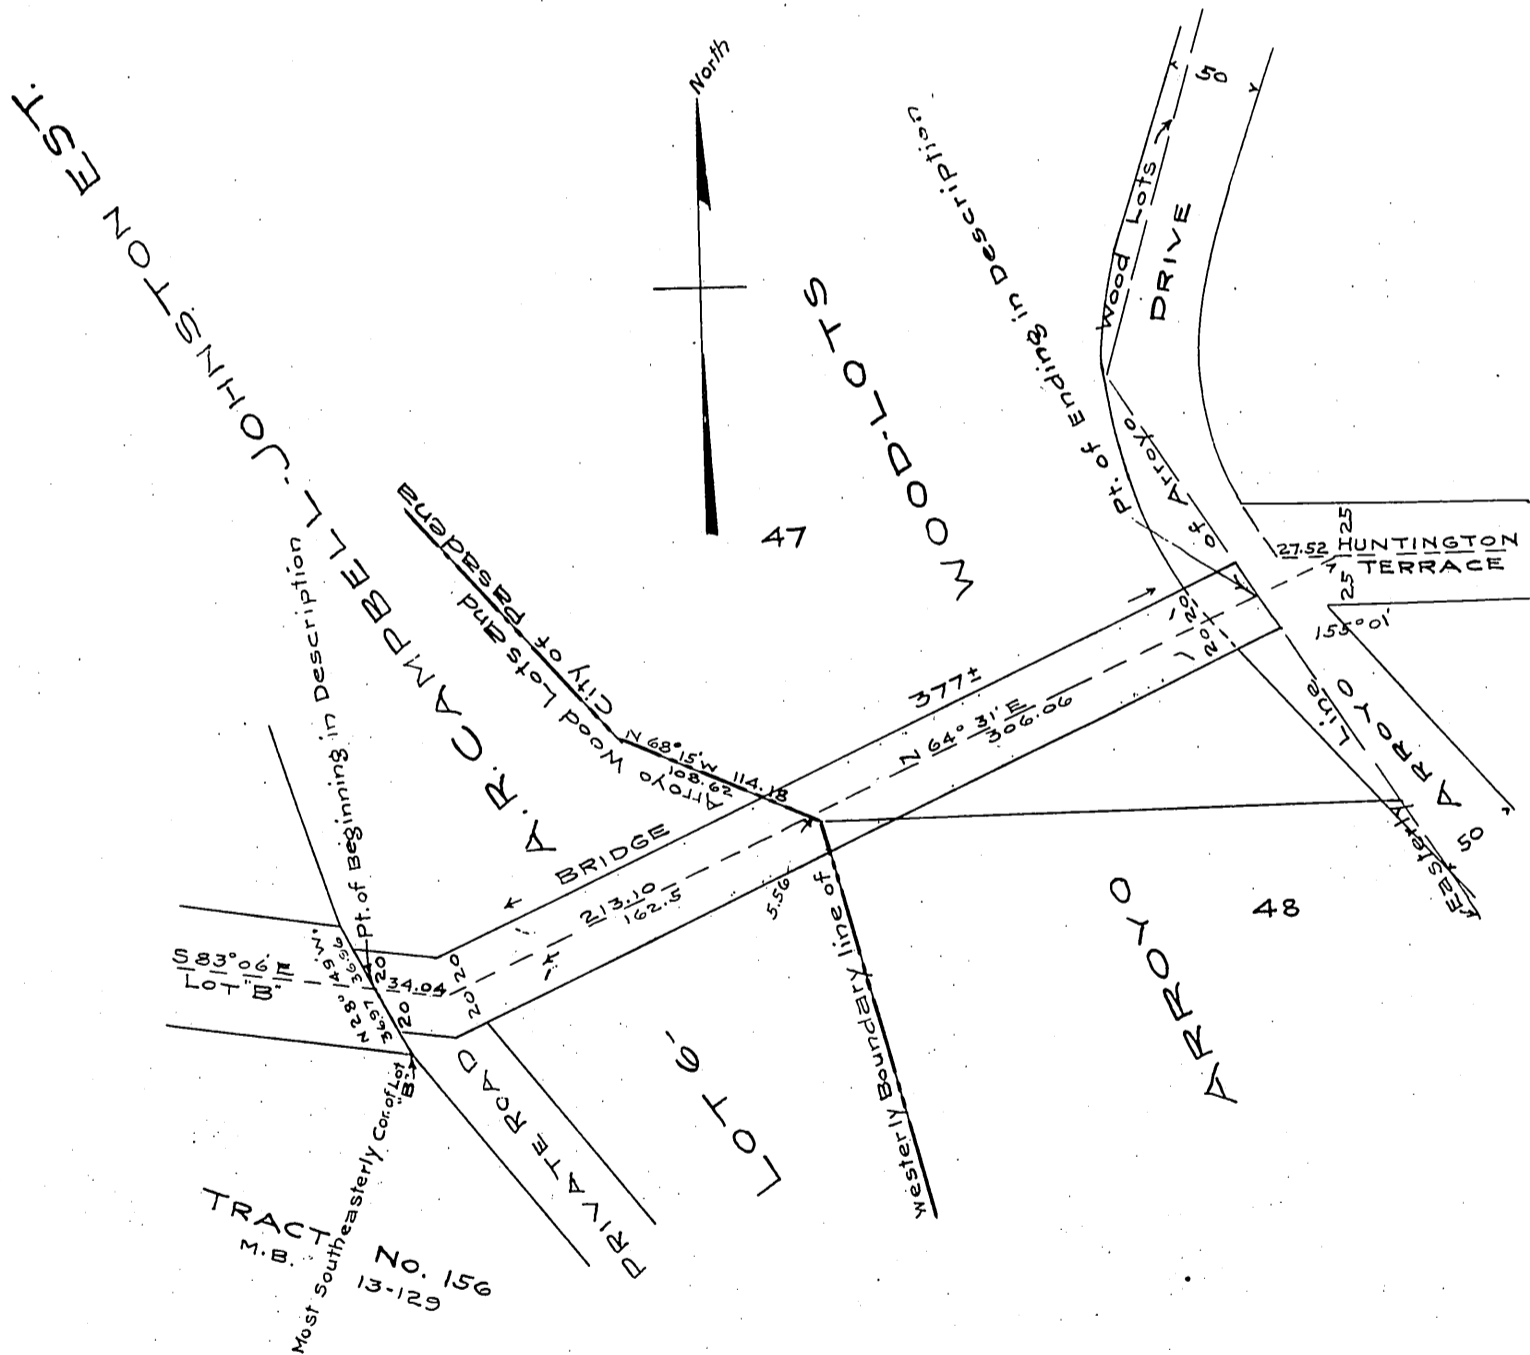 North
A.R. CAMPBELL-JOHNSTON EST.
Pt. of Beginning in Description
Arroyo Wood Lots and
City of Pasadena
WOOD-LOTS
47
Pt. of Ending in Description
Wood Lots
50
DRIVE
of Arroyo
27.52
HUNTINGTON
TERRACE
25
25
155°01'
377±
N 64° 31' E
306.06
20
20
N 68° 15' W 114.18
108.62
BRIDGE
213.10
162.5
5.56
Easterly Line
ARROYO
50
48
ARROYO
Westerly Boundary line of
LOT 6
S 83° 06' E
LOT "B"
N 28° 49' W.
36.97
36.56
20
20
34.04
20
20
PRIVATE ROAD
Most Southeasterly Cor. of Lot
"B"
TRACT No. 156
M.B. 13-129